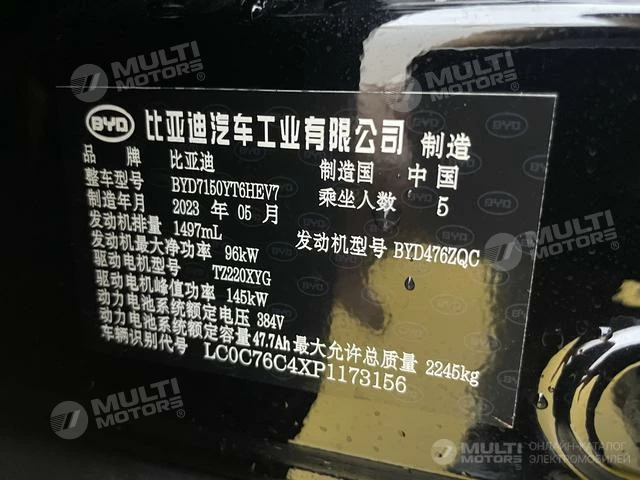 MULTI MOTORS
MULTI MOTORS
BYD 比亚迪汽车工业有限公司 制造
品牌 比亚迪 制造国 中国
整车型号 BYD7150YT6HEV7 乘坐人数 5
制造年月 2023 年 05 月
发动机排量 1497mL
发动机最大净功率 96kW 发动机型号 BYD476ZQC
驱动电机型号 TZ220XYG
驱动电机峰值功率 145kW
动力电池系统额定电压 384V
动力电池系统额定容量 47.7Ah 最大允许总质量 2245kg
车辆识别代号 LC0C76C4XP1173156
MULTI MOTORS
MULTI MOTORS
MULTI MOTORS ОНЛАЙН-КАТАЛОГ ЭЛЕКТРОМОБИЛЕЙ